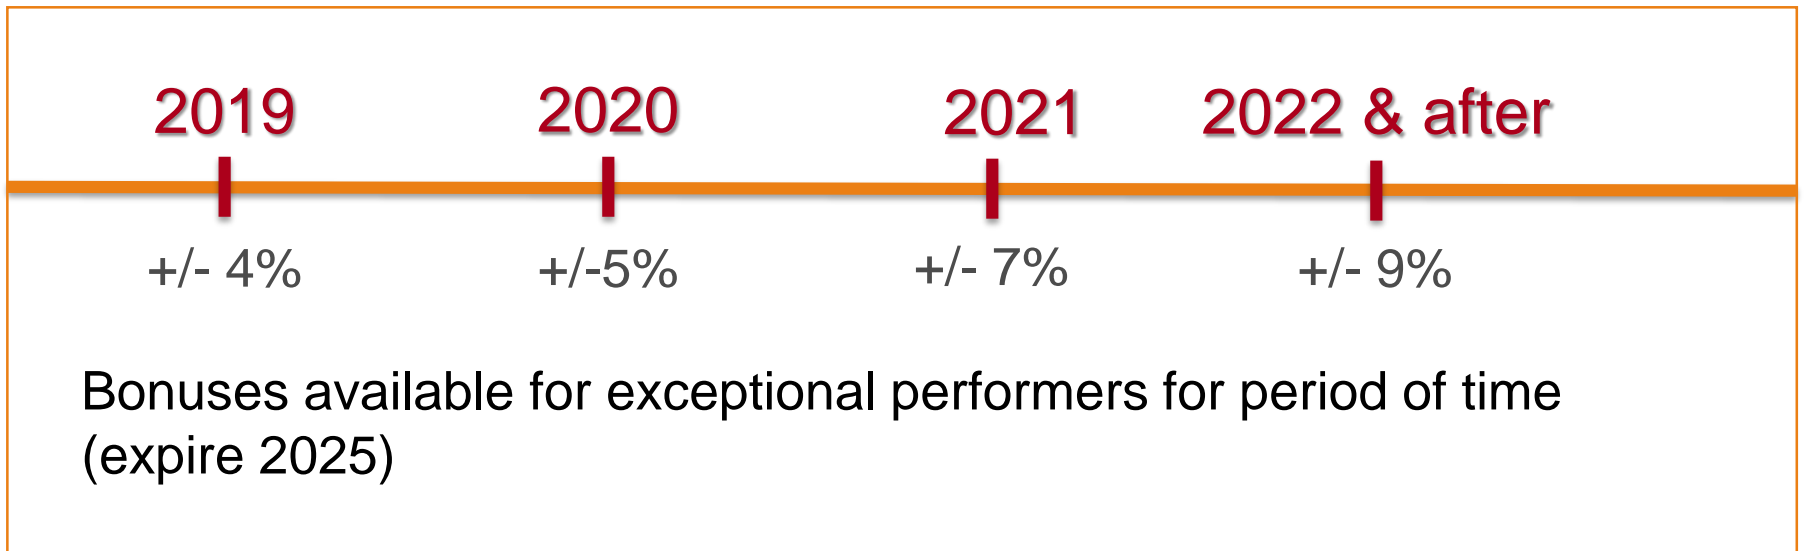 2019 2020 2021 2022 & after
+/- 4% +/-5% +/- 7% +/- 9%
Bonuses available for exceptional performers for period of time
(expire 2025)